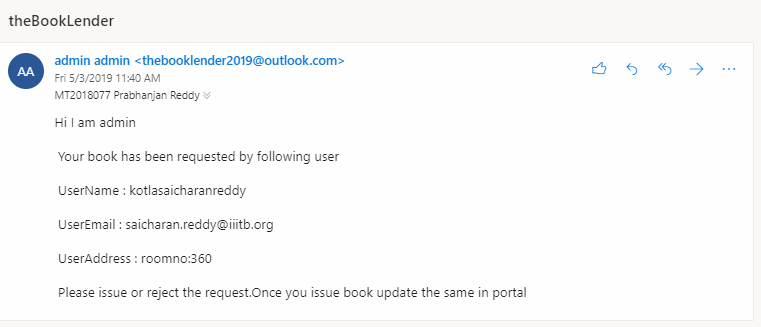 theBookLender
AA
admin admin <thebooklender2019@outlook.com>
Fri 5/3/2019 11:40 AM
MT2018077 Prabhanjan Reddy
Hi I am admin
Your book has been requested by following user
UserName : kotlasaicharanreddy
UserEmail : saicharan.reddy@iiitb.org
UserAddress : roomno:360
Please issue or reject the request.Once you issue book update the same in portal